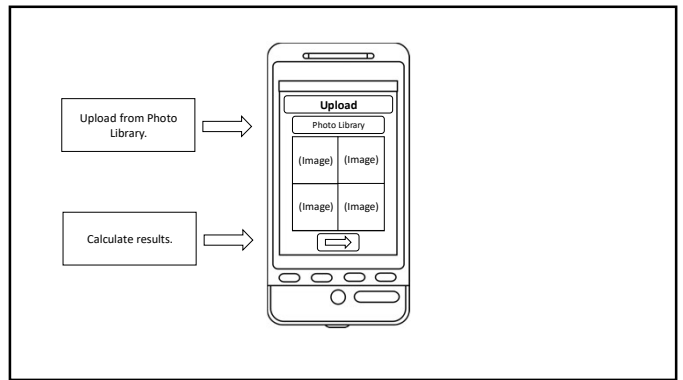 Upload
Upload from Photo
Library.
Photo Library
(Image) (Image)
(Image) (Image)
Calculate results.